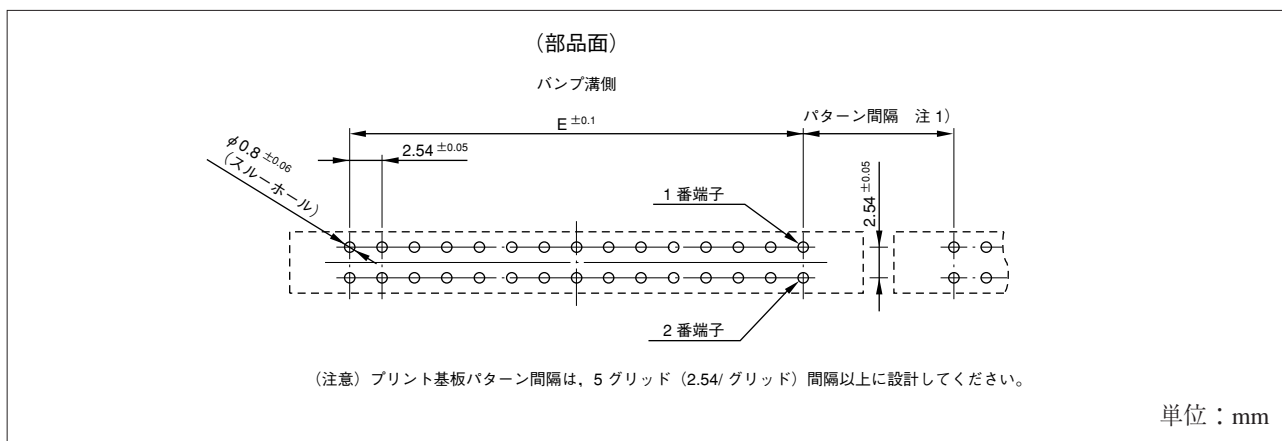 （部品面）
バンプ溝側
E ±0.1
パターン間隔 注 1）
φ0.8 ±0.06
（スルーホール）
2.54 ±0.05
1 番端子
2.54 ±0.05
2 番端子
（注意）プリント基板パターン間隔は，5 グリッド（2.54/ グリッド）間隔以上に設計してください。
単位：mm